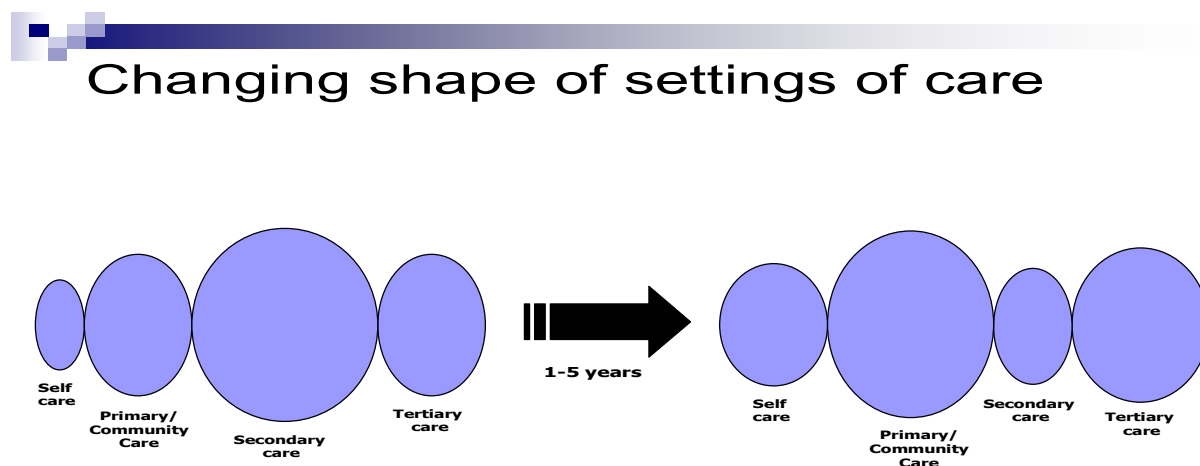 Changing shape of settings of care
Self
care
Primary/
Community
Care
Secondary
care
Tertiary
care
1-5 years
Self
care
Primary/
Community
Care
Secondary
care
Tertiary
care